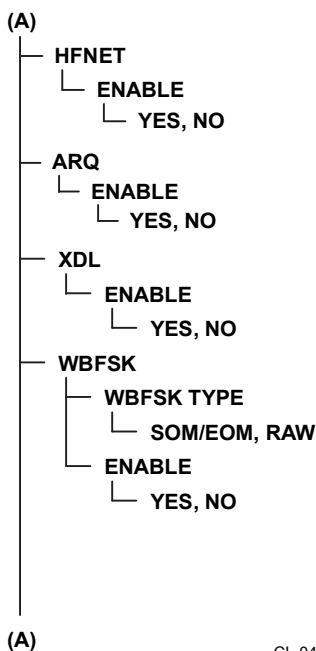 (A)
HFNET
ENABLE
YES, NO
ARQ
ENABLE
YES, NO
XDL
ENABLE
YES, NO
WBFSK
WBFSK TYPE
SOM/EOM, RAW
ENABLE
YES, NO
(A)